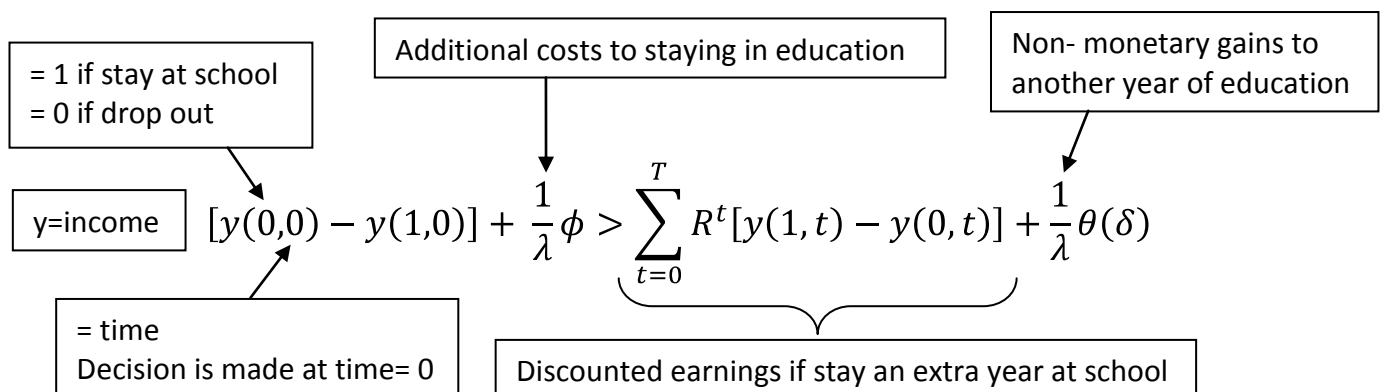 Additional costs to staying in education
Non- monetary gains to
another year of education
= 1 if stay at school
= 0 if drop out
y=income
[y(0,0) − y(1,0)] + 1/λ ϕ > ∑_{t=0}^{T} R^t[y(1, t) − y(0, t)] + 1/λ θ(δ)
= time
Decision is made at time= 0
Discounted earnings if stay an extra year at school